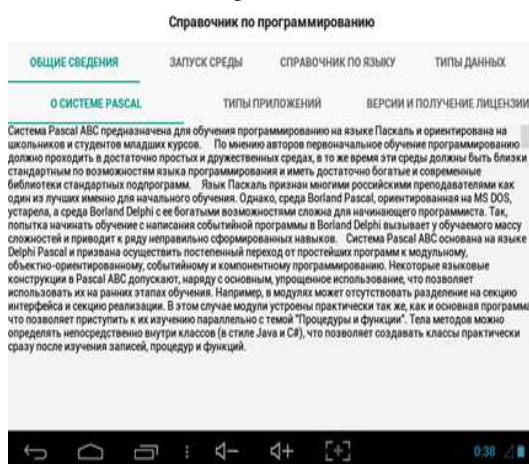 Справочник по программированию
ОБЩИЕ СВЕДЕНИЯ ЗАПУСК СРЕДЫ СПРАВОЧНИК ПО ЯЗЫКУ ТИПЫ ДАННЫХ
О СИСТЕМЕ PASCAL ТИПЫ ПРИЛОЖЕНИЙ ВЕРСИИ И ПОЛУЧЕНИЕ ЛИЦЕНЗИИ
Система Pascal ABC предназначена для обучения программированию на языке Паскаль и ориентирована на
школьников и студентов младших курсов. По мнению авторов первоначальное обучение программированию
должно проходить в достаточно простых и дружественных средах, в то же время эти среды должны быть близки к
стандартным по возможностям языка программирования и иметь достаточно богатые и современные
библиотеки стандартных подпрограмм. Язык Паскаль признан многими российскими преподавателями как
один из лучших именно для начального обучения. Однако, среда Borland Pascal, ориентированная на MS DOS,
устарела, а среда Borland Delphi с ее богатыми возможностями сложна для начинающего программиста. Так,
попытка начинать обучение с написания событийной программы в Borland Delphi вызывает у обучаемого массу
сложностей и приводит к ряду неправильно сформированных навыков. Система Pascal ABC основана на языке
Delphi Pascal и призвана осуществить постепенный переход от простейших программ к модульному,
объектно-ориентированному, событийному и компонентному программированию. Некоторые языковые
конструкции в Pascal ABC допускают, наряду с основным, упрощенное использование, что позволяет
использовать их на ранних этапах обучения. Например, в модулях может отсутствовать разделение на секцию
интерфейса и секцию реализации. В этом случае модули устроены практически так же, как и основная программа,
что позволяет приступить к их изучению параллельно с темой "Процедуры и функции". Тела методов можно
определять непосредственно внутри классов (в стиле Java и C#), что позволяет создавать классы практически
сразу после изучения записей, процедур и функций.
0:38